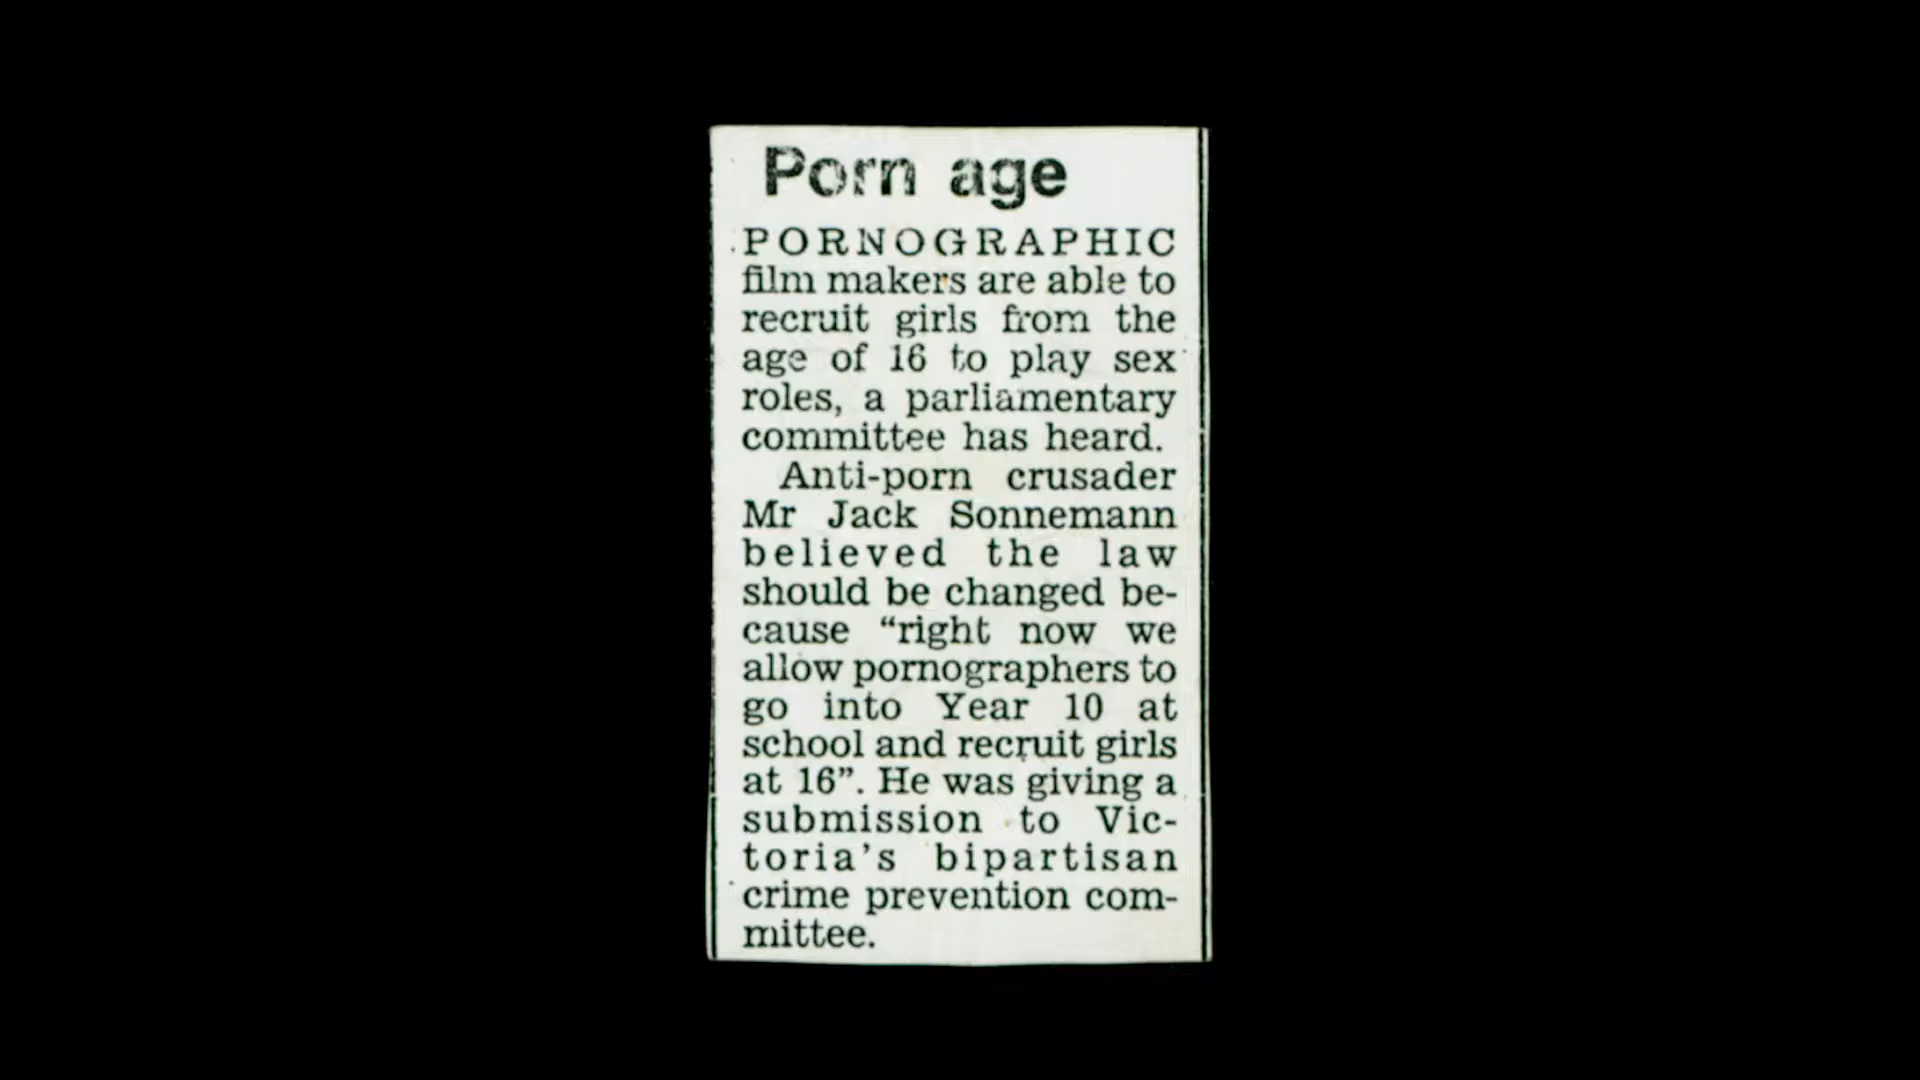 Porn age
PORNOGRAPHIC
film makers are able to
recruit girls from the
age of 16 to play sex
roles, a parliamentary
committee has heard.
Anti-porn crusader
Mr Jack Sonnemann
believed the law
should be changed be-
cause “right now we
allow pornographers to
go into Year 10 at
school and recruit girls
at 16”. He was giving a
submission to Vic-
toria’s bipartisan
crime prevention com-
mittee.